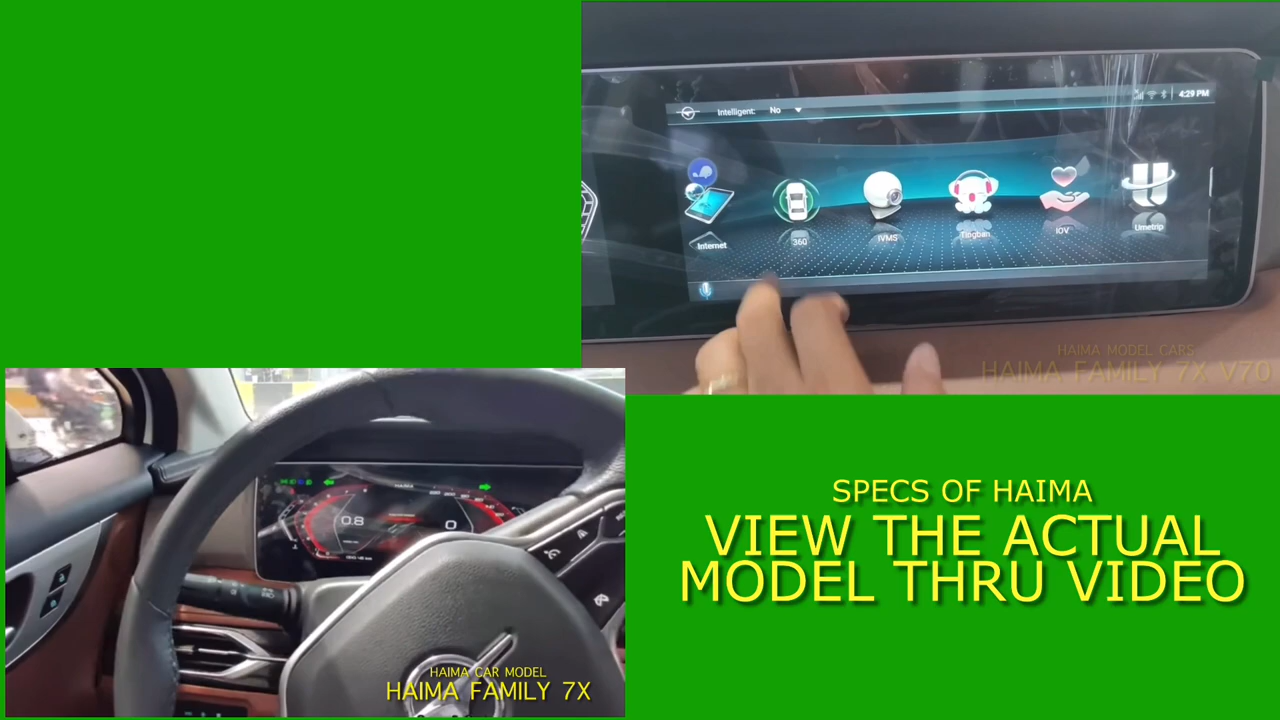 4:29 PM
Intelligent: No
Internet
360
IVMS
Tingban
IOV
Umetrip
HAIMA MODEL CARS
HAIMA FAMILY 7X V70
0.8
0
SPECS OF HAIMA
VIEW THE ACTUAL
MODEL THRU VIDEO
HAIMA CAR MODEL
HAIMA FAMILY 7X